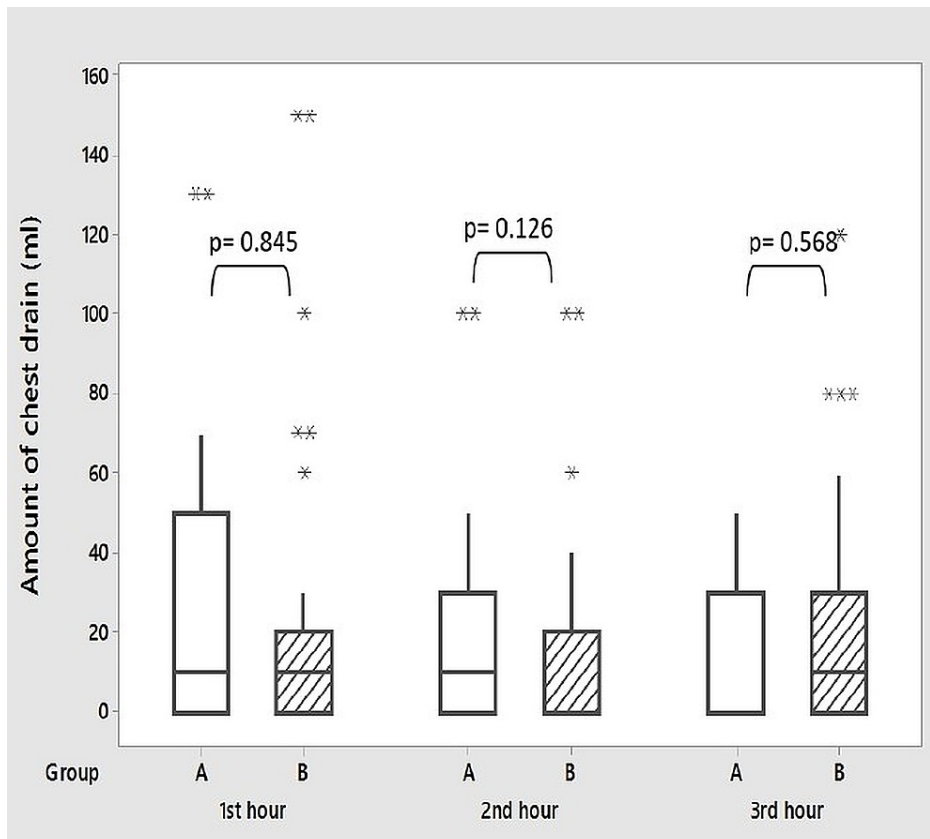 Amount of chest drain (ml)
160
140
120
100
80
60
40
20
0
p= 0.845
p= 0.126
p= 0.568
Group
A B A B A B
1st hour 2nd hour 3rd hour